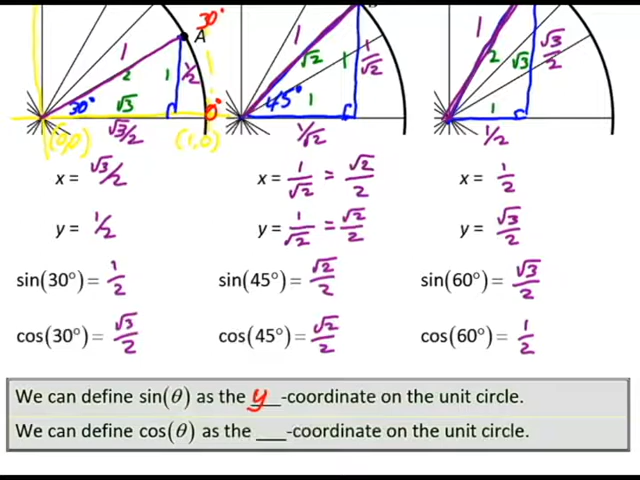 30°
A
1
2
1
1/2
30°
√3
0°
√3/2
(0,0)
(1,0)
1
√2
1
1/√2
45°
1
1/√2
1
2
√3
√3/2
1
1/2
x = √3/2
x = 1/√2 = √2/2
x = 1/2
y = 1/2
y = 1/√2 = √2/2
y = √3/2
sin(30°) = 1/2
sin(45°) = √2/2
sin(60°) = √3/2
cos(30°) = √3/2
cos(45°) = √2/2
cos(60°) = 1/2
We can define sin(θ) as the y-coordinate on the unit circle.
We can define cos(θ) as the ___-coordinate on the unit circle.